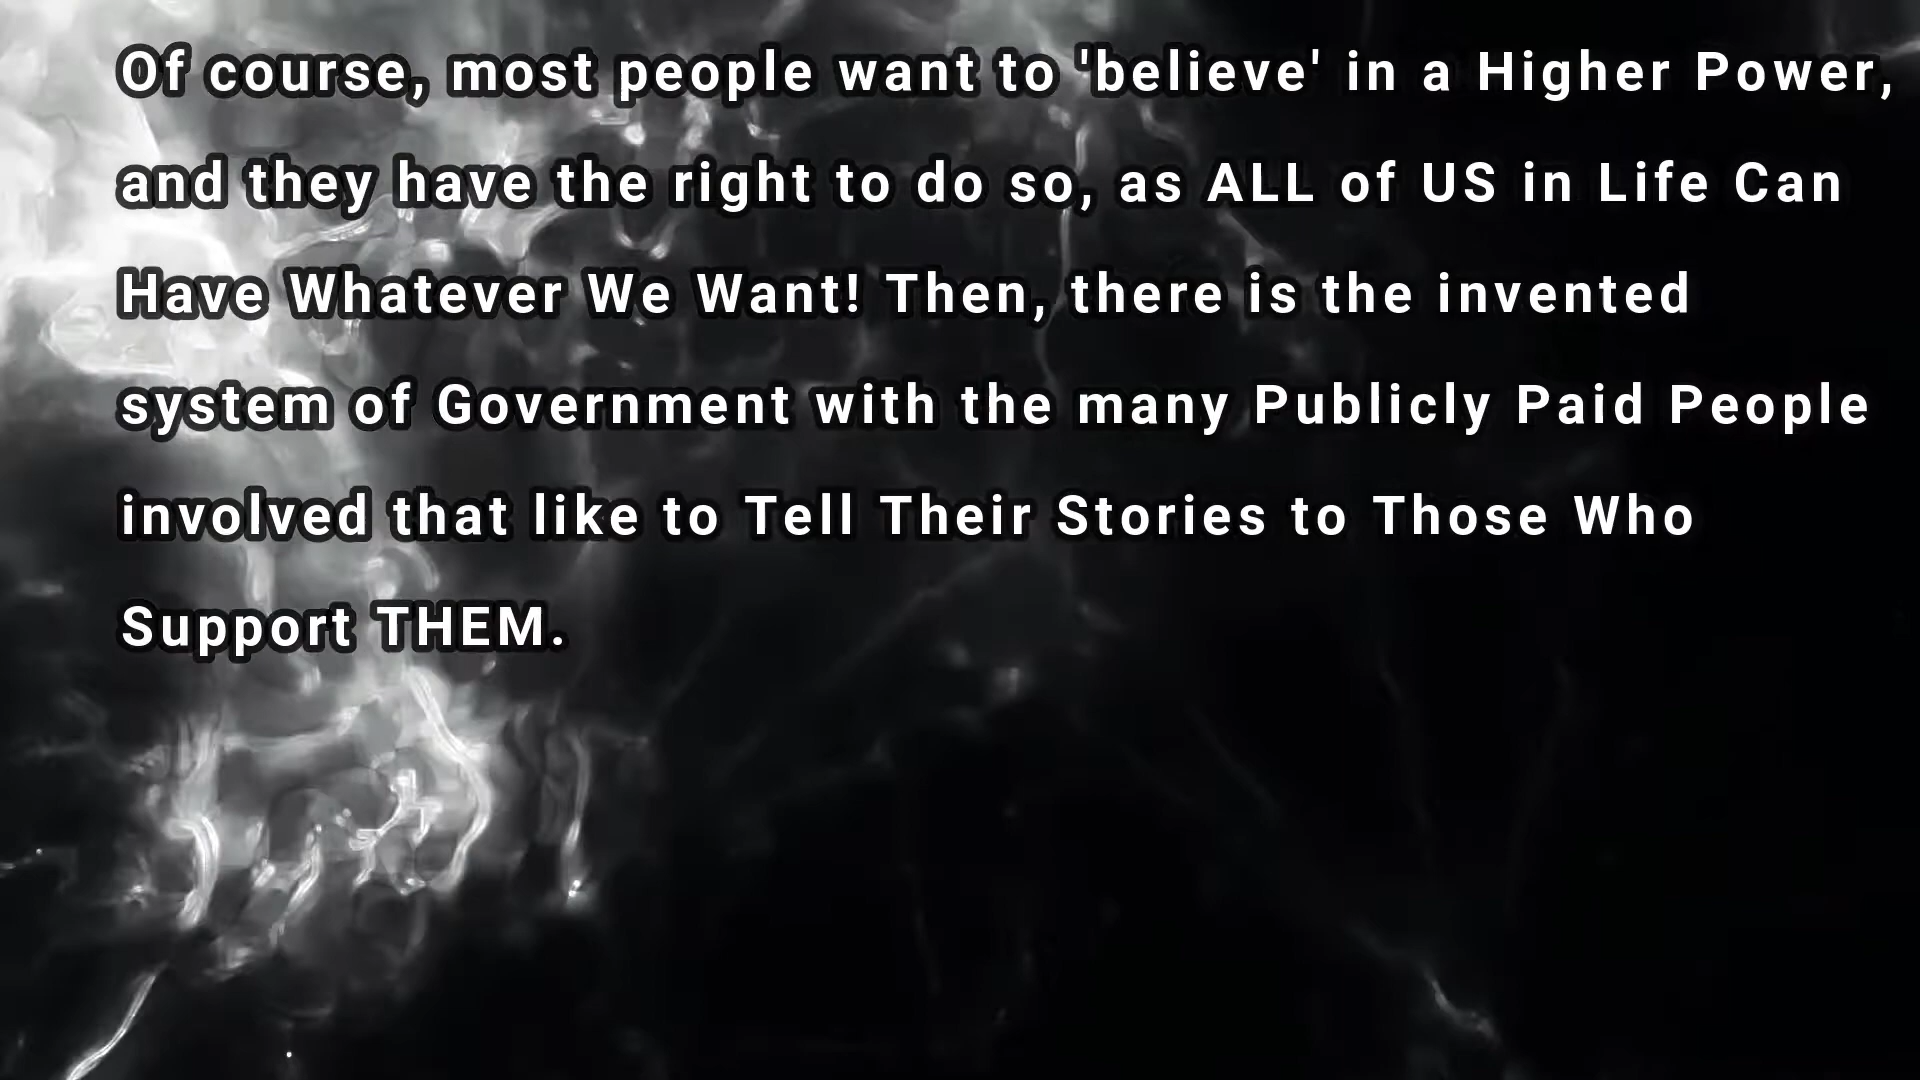 Of course, most people want to 'believe' in a Higher Power,
and they have the right to do so, as ALL of US in Life Can
Have Whatever We Want! Then, there is the invented
system of Government with the many Publicly Paid People
involved that like to Tell Their Stories to Those Who
Support THEM.